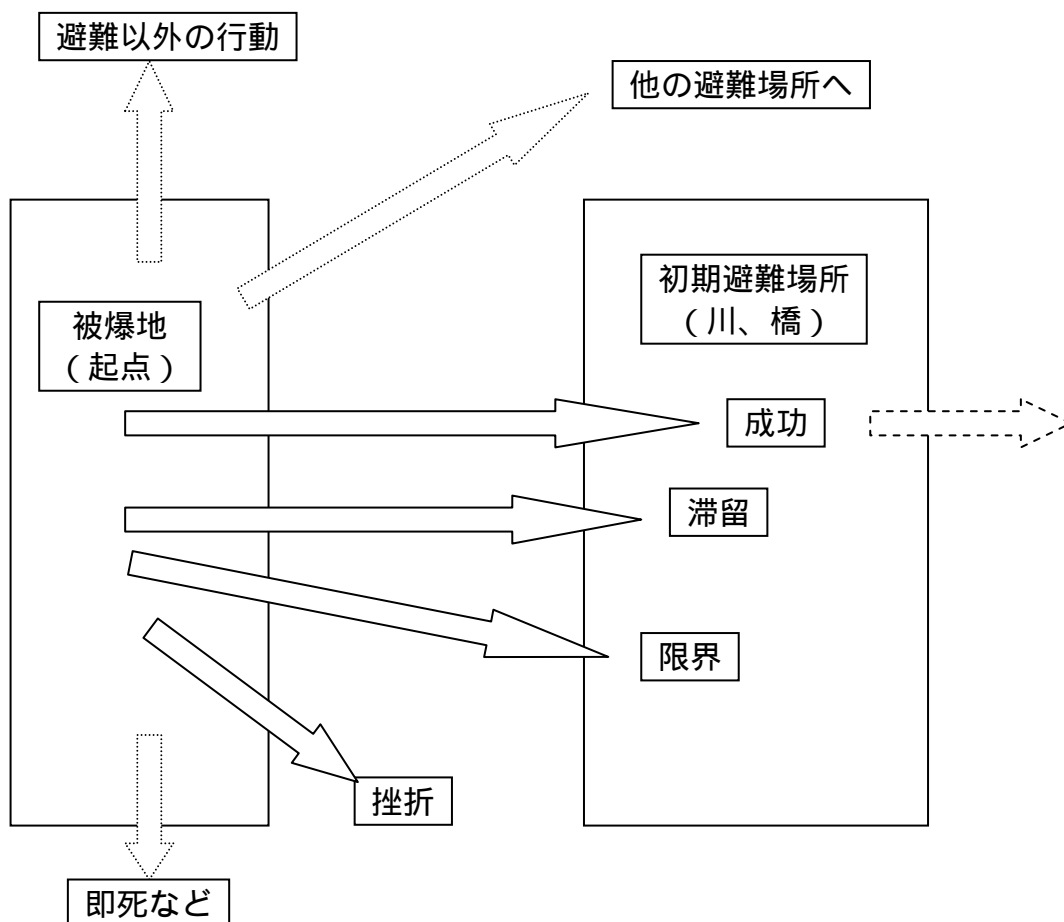 避難以外の行動
他の避難場所へ
被爆地
(起点)
初期避難場所
(川、橋)
成功
滞留
限界
挫折
即死など